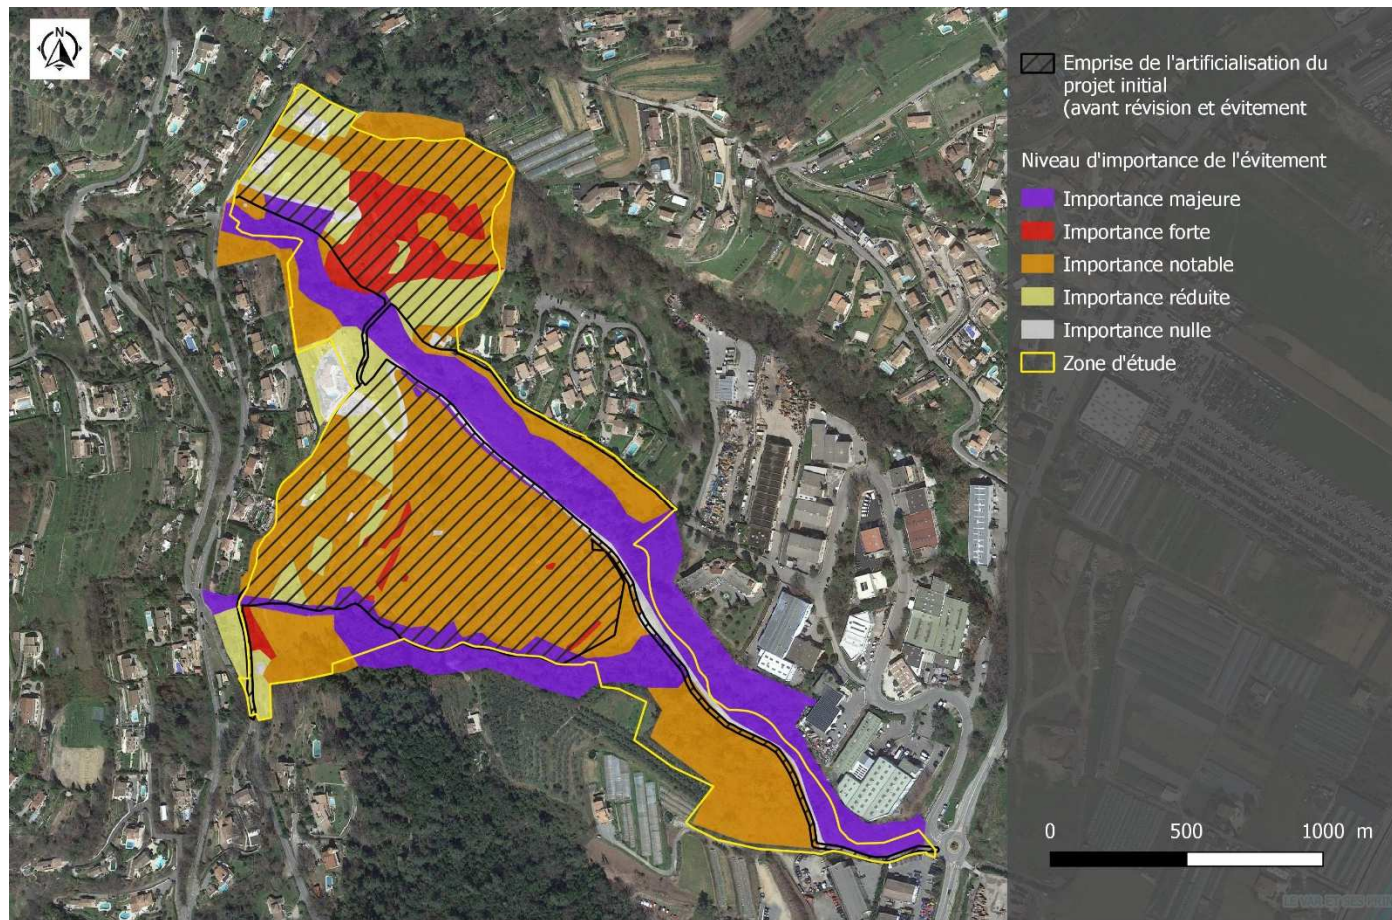 N
Emprise de l'artificialisation du
projet initial
(avant révision et évitement
Niveau d'importance de l'évitement
Importance majeure
Importance forte
Importance notable
Importance réduite
Importance nulle
Zone d'étude
0 500 1000 m